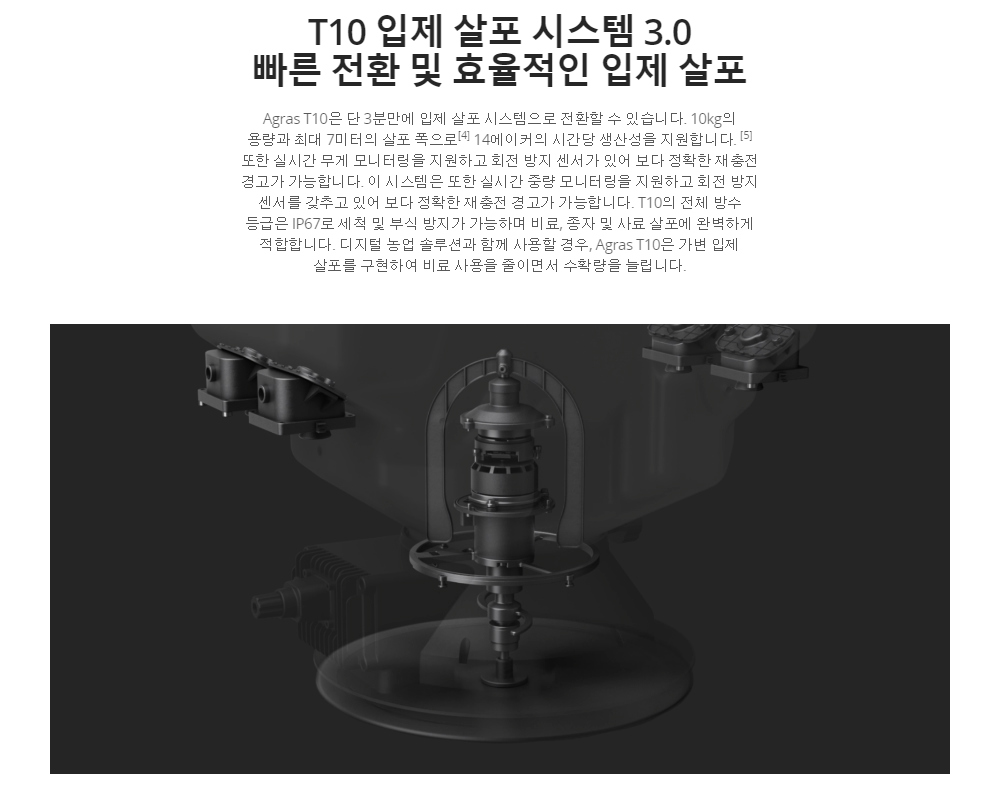 T10 입제 살포 시스템 3.0
빠른 전환 및 효율적인 입제 살포
Agras T10은 단 3분만에 입제 살포 시스템으로 전환할 수 있습니다. 10kg의
용량과 최대 7미터의 살포 폭으로[4] 14에이커의 시간당 생산성을 지원합니다. [5]
또한 실시간 무게 모니터링을 지원하고 회전 방지 센서가 있어 보다 정확한 재충전
경고가 가능합니다. 이 시스템은 또한 실시간 중량 모니터링을 지원하고 회전 방지
센서를 갖추고 있어 보다 정확한 재충전 경고가 가능합니다. T10의 전체 방수
등급은 IP67로 세척 및 부식 방지가 가능하며 비료, 종자 및 사료 살포에 완벽하게
적합합니다. 디지털 농업 솔루션과 함께 사용할 경우, Agras T10은 가변 입제
살포를 구현하여 비료 사용을 줄이면서 수확량을 늘립니다.